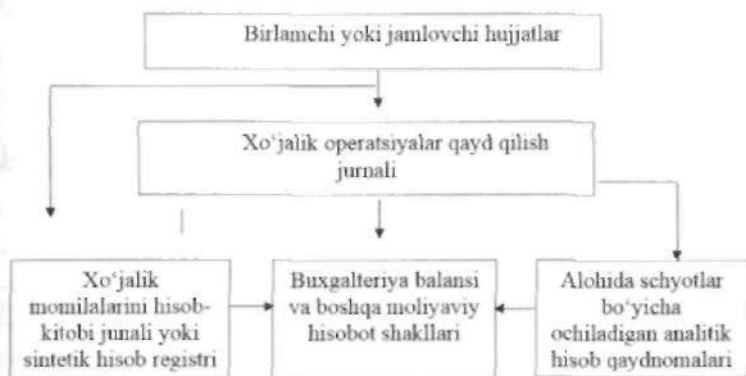 Birlamchi yoki jamlovchi hujjatlar
Xo‘jalik operatsiyalar qayd qilish
jurnali
Xo‘jalik
momilalarini hisob-
kitobi junali yoki
sintetik hisob registri
Buxgalteriya balansi
va boshqa moliyaviy
hisobot shakllari
Alohida schyotlar
bo‘yicha
ochiladigan analitik
hisob qaydnomalari